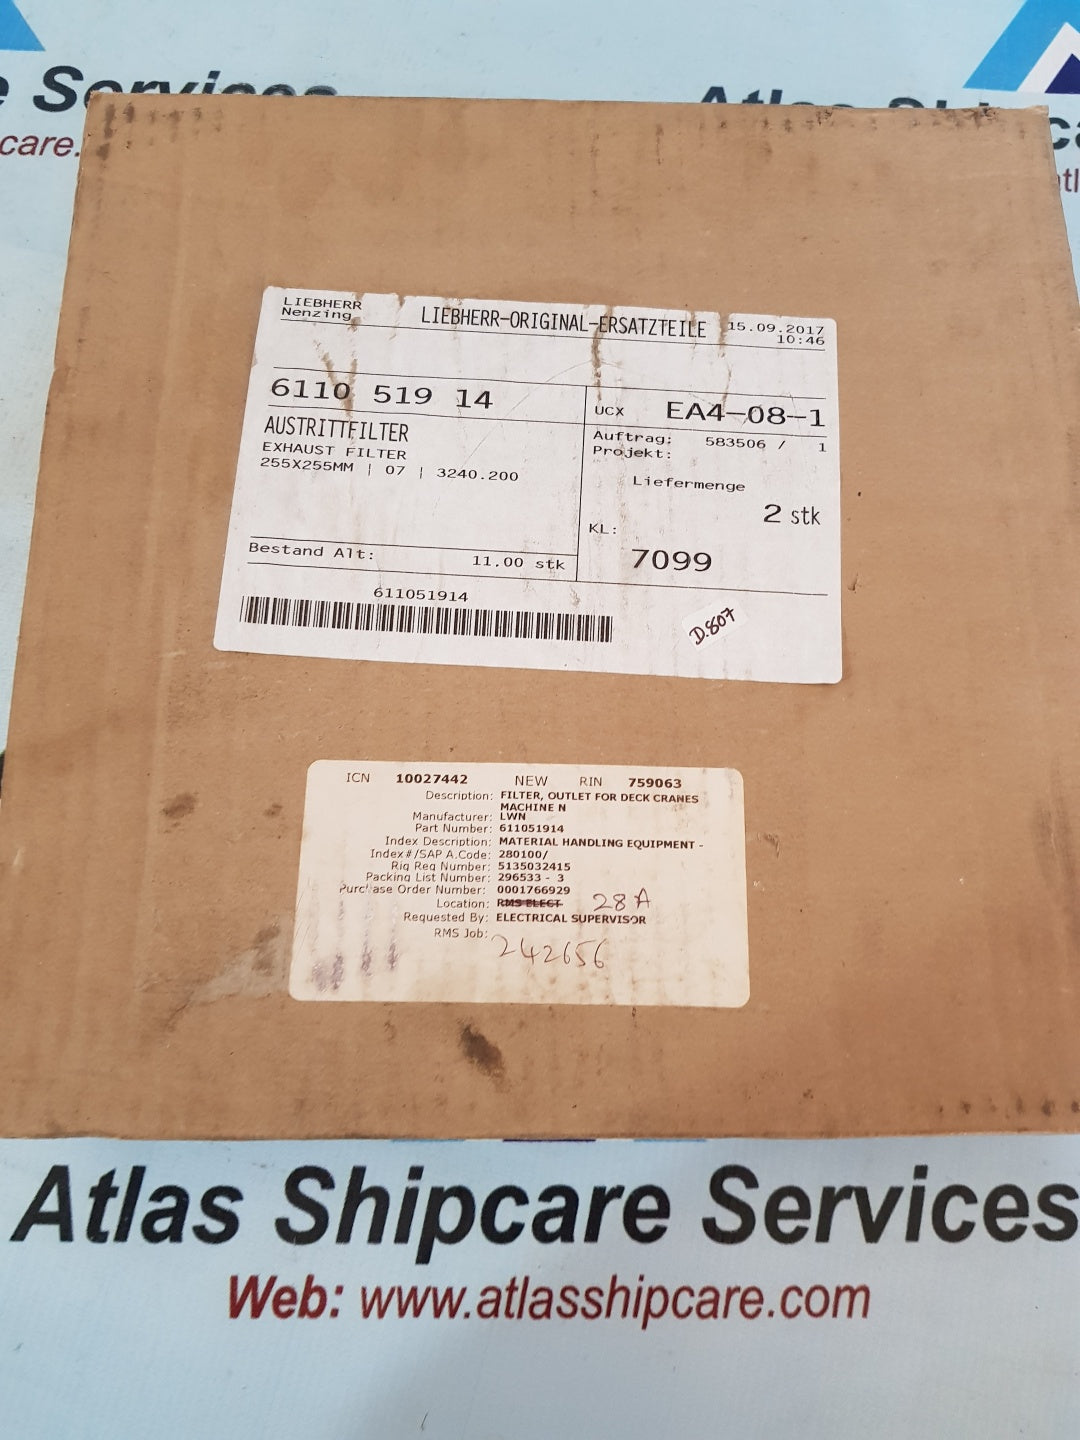 e Services
care.
Atlas Ship
LIEBHERR
Nenzing
LIEBHERR-ORIGINAL-ERSATZTEILE
15.09.2017
10:46
6110 519 14
UCX EA4-08-1
AUSTRITTFILTER
EXHAUST FILTER
255X255MM | 07 | 3240.200
Auftrag: 583506 / 1
Projekt:
Liefermenge
2 stk
KL:
7099
Bestand Alt: 11.00 stk
611051914
D.807
ICN 10027442 NEW RIN 759063
Description: FILTER, OUTLET FOR DECK CRANES
MACHINE N
Manufacturer: LWN
Part Number: 611051914
Index Description: MATERIAL HANDLING EQUIPMENT -
Index#/SAP A.Code: 280100/
Rig Req Number: 5135032415
Packing List Number: 296533 - 3
Purchase Order Number: 0001766929
Location: RMS ELECT 28A
Requested By: ELECTRICAL SUPERVISOR
RMS Job: 242656
Atlas Shipcare Services
Web: www.atlasshipcare.com